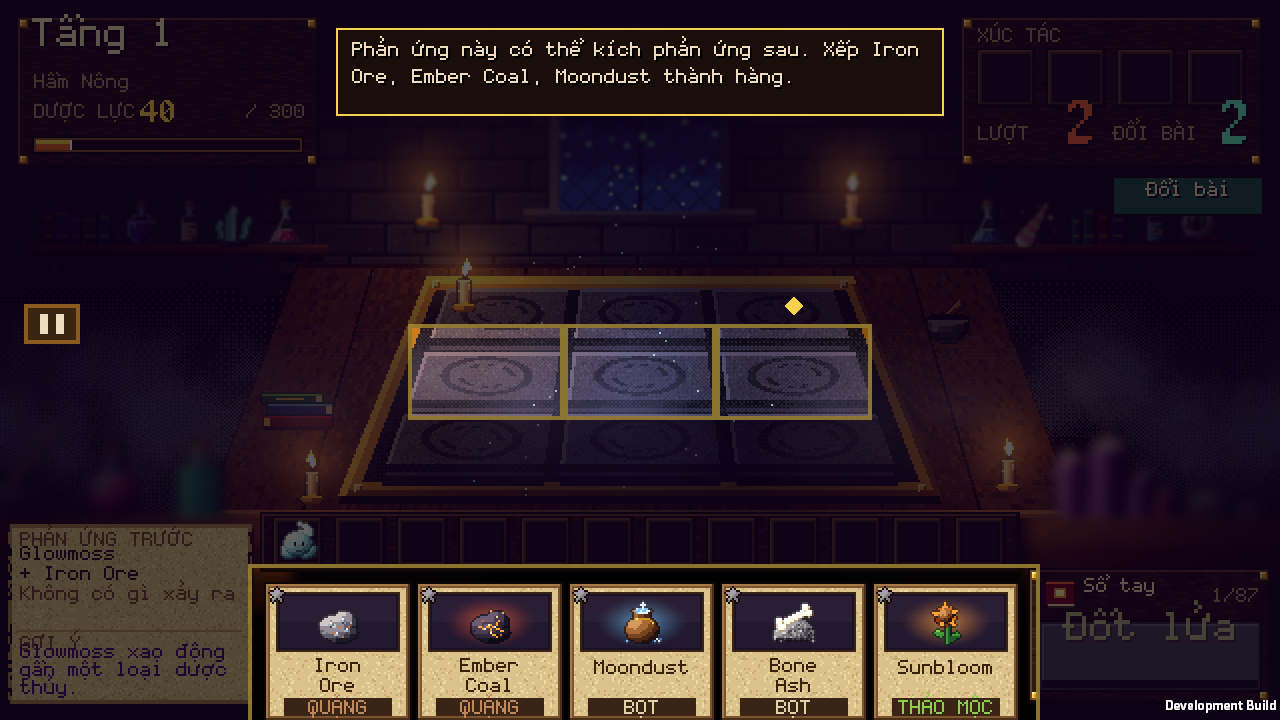 Tầng 1
Hầm Nông
DƯỢC LỰC 40 / 300
Phản ứng này có thể kích phản ứng sau. Xếp Iron
Ore, Ember Coal, Moondust thành hàng.
XÚC TÁC
LƯỢT 2 ĐỔI BÀI 2
Đổi bài
PHẢN ỨNG TRƯỚC
Glowmoss
+ Iron Ore
Không có gì xảy ra
GỢI Ý
Glowmoss xao động
gần một loại dược
thủy.
Iron
Ore
QUẶNG
Ember
Coal
QUẶNG
Moondust
BỘT
Bone
Ash
BỘT
Sunbloom
THẢO MỘC
Sổ tay
1/87
Đốt lửa
Development Build